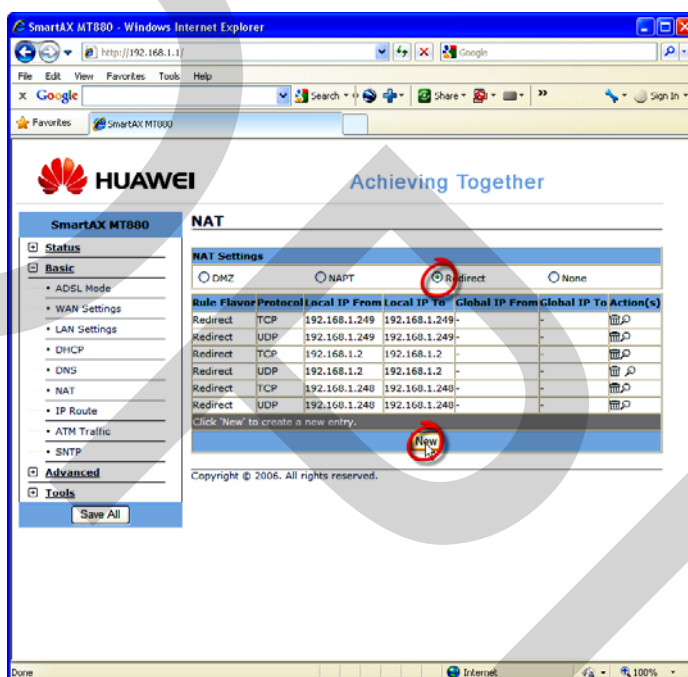 SmartAX MT880 - Windows Internet Explorer
http://192.168.1.1/
Google
File Edit View Favorites Tools Help
x Google Search Share » Sign In
Favorites SmartAX MT880
HUAWEI Achieving Together
SmartAX MT880
Status
Basic
• ADSL Mode
• WAN Settings
• LAN Settings
• DHCP
• DNS
• NAT
• IP Route
• ATM Traffic
• SNTP
Advanced
Tools
Save All
NAT
NAT Settings
DMZ NAPT Redirect None
Rule Flavor Protocol Local IP From Local IP To Global IP From Global IP To Action(s)
Redirect TCP 192.168.1.249 192.168.1.249 - -
Redirect UDP 192.168.1.249 192.168.1.249 - -
Redirect TCP 192.168.1.2 192.168.1.2 - -
Redirect UDP 192.168.1.2 192.168.1.2 - -
Redirect TCP 192.168.1.248 192.168.1.248 - -
Redirect UDP 192.168.1.248 192.168.1.248 - -
Click 'New' to create a new entry.
New
Copyright © 2006. All rights reserved.
Done Internet 100%